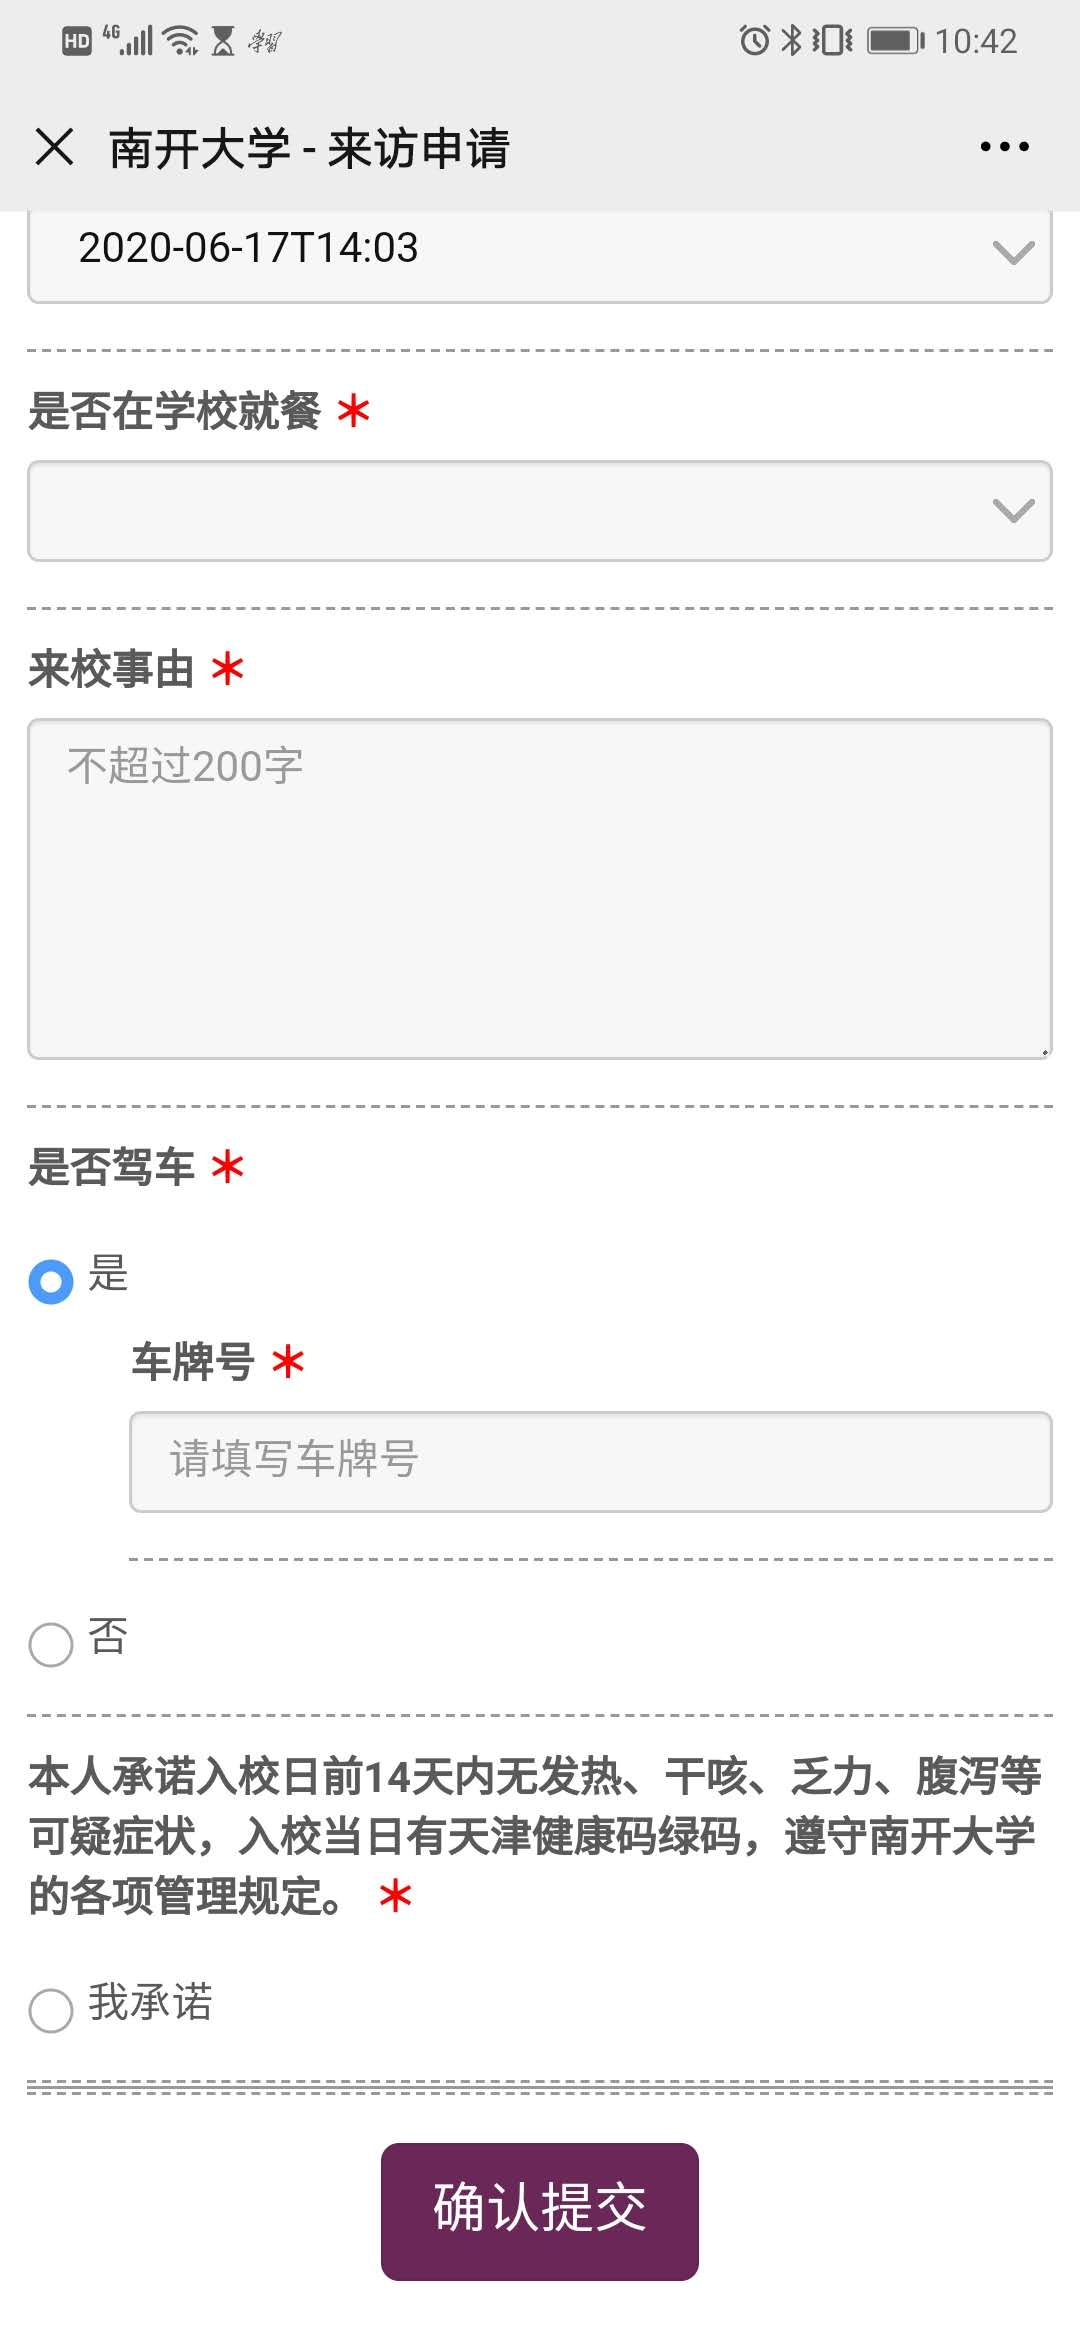 HD 4G 學習 10:42
南开大学 - 来访申请
2020-06-17T14:03
是否在学校就餐 *
来校事由 *
不超过200字
是否驾车 *
是
车牌号 *
请填写车牌号
否
本人承诺入校日前14天内无发热、干咳、乏力、腹泻等
可疑症状，入校当日有天津健康码绿码，遵守南开大学
的各项管理规定。 *
我承诺
确认提交